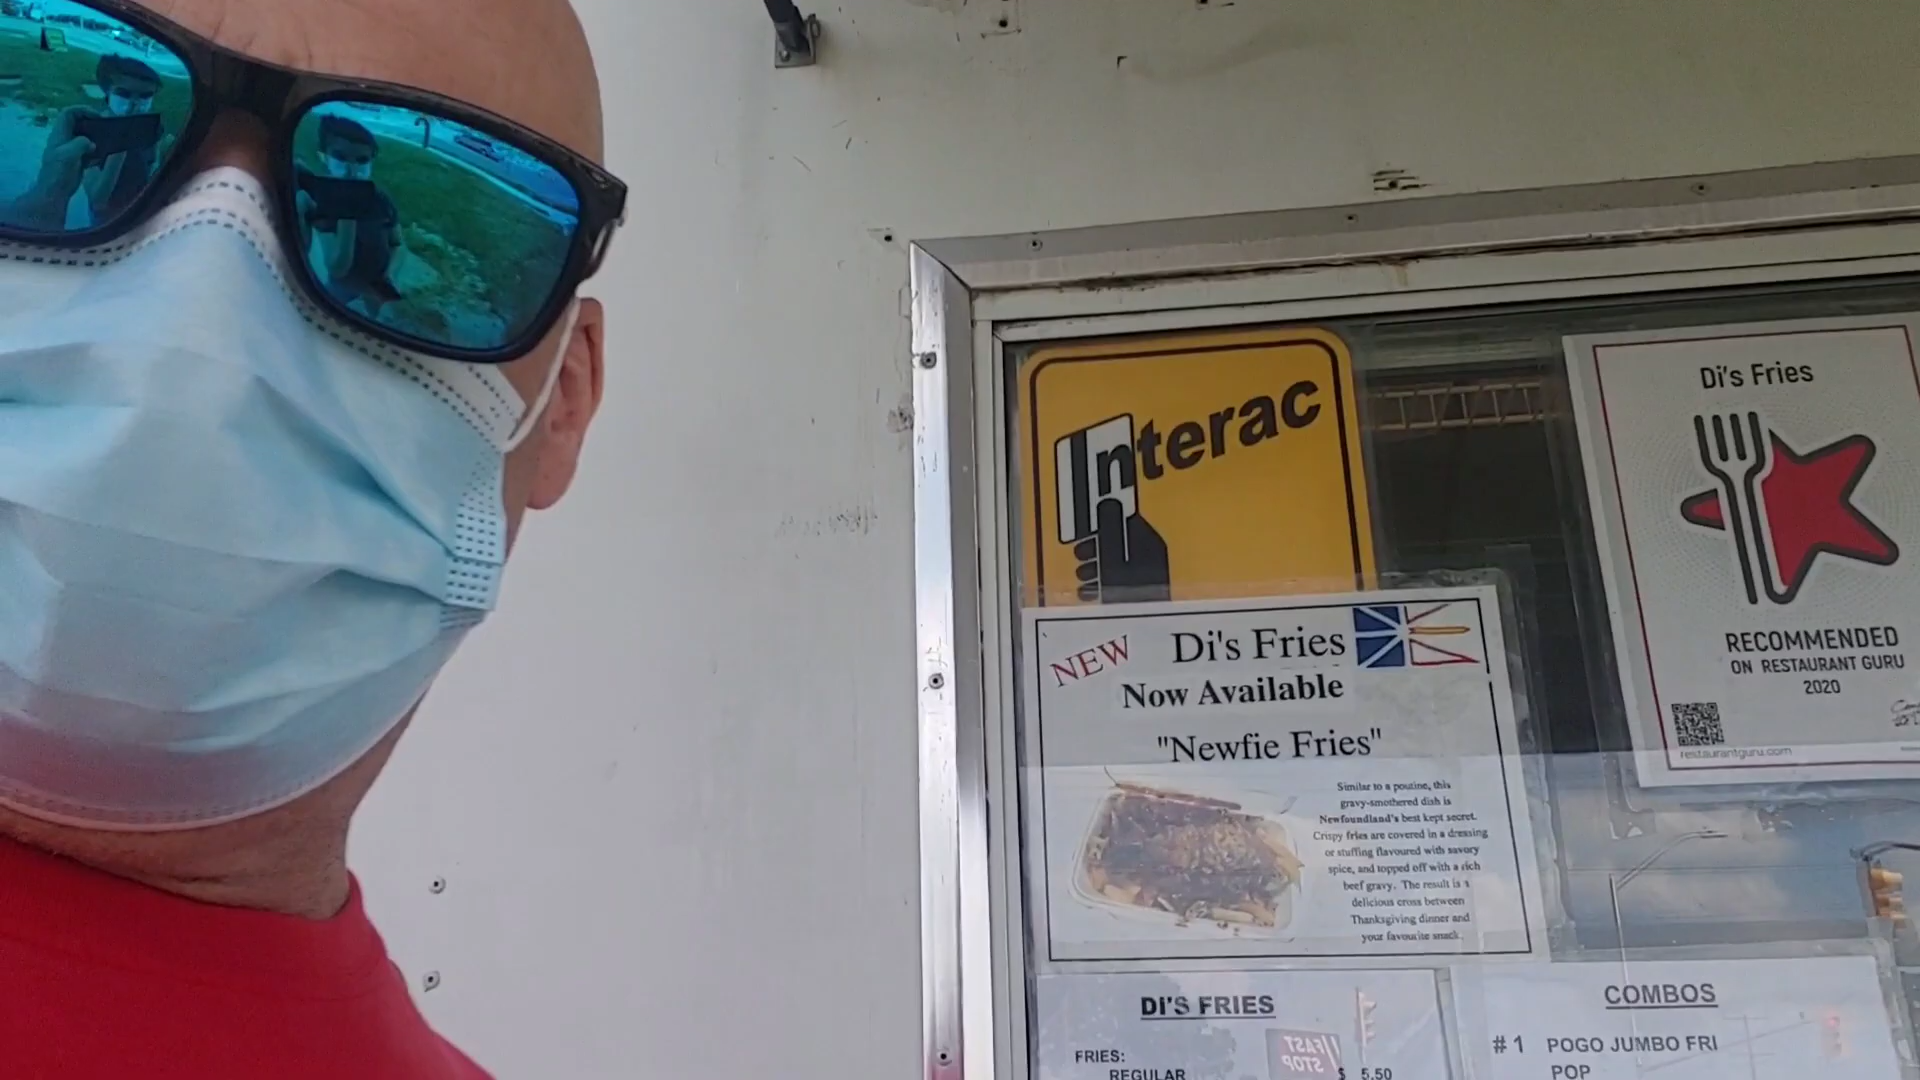 Interac
Di's Fries
RECOMMENDED
ON RESTAURANT GURU
2020
restaurantguru.com
NEW Di's Fries
Now Available
"Newfie Fries"
Similar to a poutine, this
gravy-smothered dish is
Newfoundland's best kept secret.
Crispy fries are covered in a dressing
or stuffing flavoured with savory
spice, and topped off with a rich
beef gravy. The result is a
delicious cross between
Thanksgiving dinner and
your favourite snack.
DI'S FRIES
FRIES:
REGULAR $ 5.50
FAST
STOP
COMBOS
# 1 POGO JUMBO FRI
POP